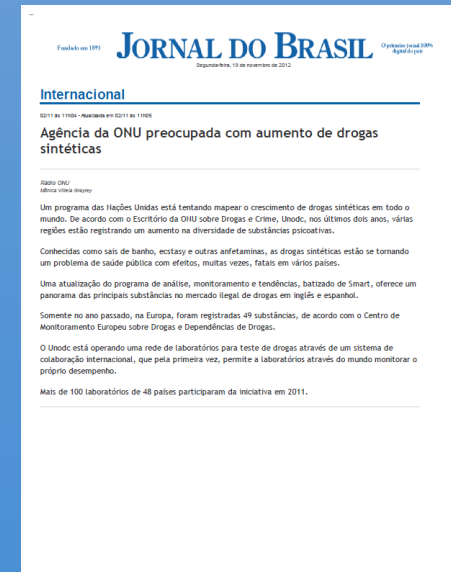 Fundado em 1891
JORNAL DO BRASIL
O primeiro jornal 100%
digital do país
Segunda-feira, 19 de novembro de 2012
Internacional
02/11 às 11h04 - Atualizada em 02/11 às 11h05
Agência da ONU preocupada com aumento de drogas
sintéticas
Rádio ONU
Mônica Villela Grayley
Um programa das Nações Unidas está tentando mapear o crescimento de drogas sintéticas em todo o
mundo. De acordo com o Escritório da ONU sobre Drogas e Crime, Unodc, nos últimos dois anos, várias
regiões estão registrando um aumento na diversidade de substâncias psicoativas.
Conhecidas como sais de banho, ecstasy e outras anfetaminas, as drogas sintéticas estão se tornando
um problema de saúde pública com efeitos, muitas vezes, fatais em vários países.
Uma atualização do programa de análise, monitoramento e tendências, batizado de Smart, oferece um
panorama das principais substâncias no mercado ilegal de drogas em inglês e espanhol.
Somente no ano passado, na Europa, foram registradas 49 substâncias, de acordo com o Centro de
Monitoramento Europeu sobre Drogas e Dependências de Drogas.
O Unodc está operando uma rede de laboratórios para teste de drogas através de um sistema de
colaboração internacional, que pela primeira vez, permite a laboratórios através do mundo monitorar o
próprio desempenho.
Mais de 100 laboratórios de 48 países participaram da iniciativa em 2011.